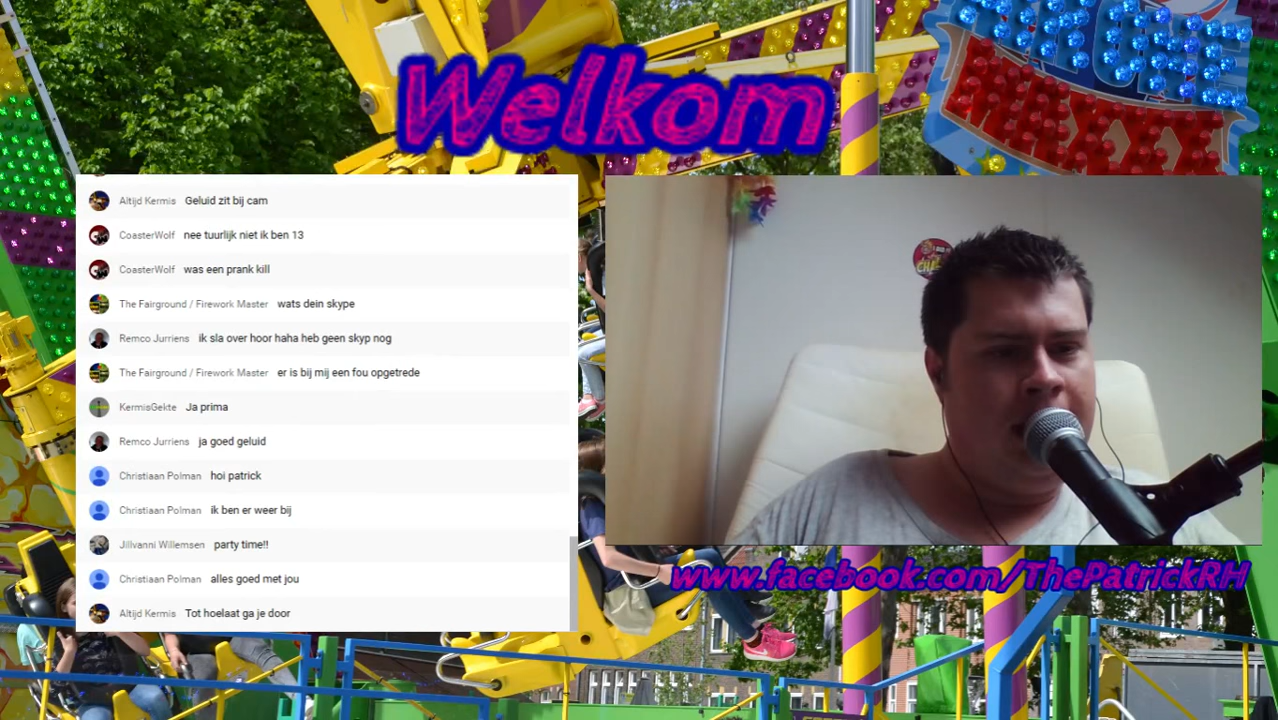 Welkom
Altijd Kermis Geluid zit bij cam
CoasterWolf nee tuurlijk niet ik ben 13
CoasterWolf was een prank kill
The Fairground / Firework Master wats dein skype
Remco Jurriens ik sla over hoor haha heb geen skyp nog
The Fairground / Firework Master er is bij mij een fou opgetrede
KermisGekte Ja prima
Remco Jurriens ja goed geluid
Christiaan Polman hoi patrick
Christiaan Polman ik ben er weer bij
Jillvanni Willemsen party time!!
Christiaan Polman alles goed met jou
Altijd Kermis Tot hoelaat ga je door
www.facebook.com/ThePatrickRH